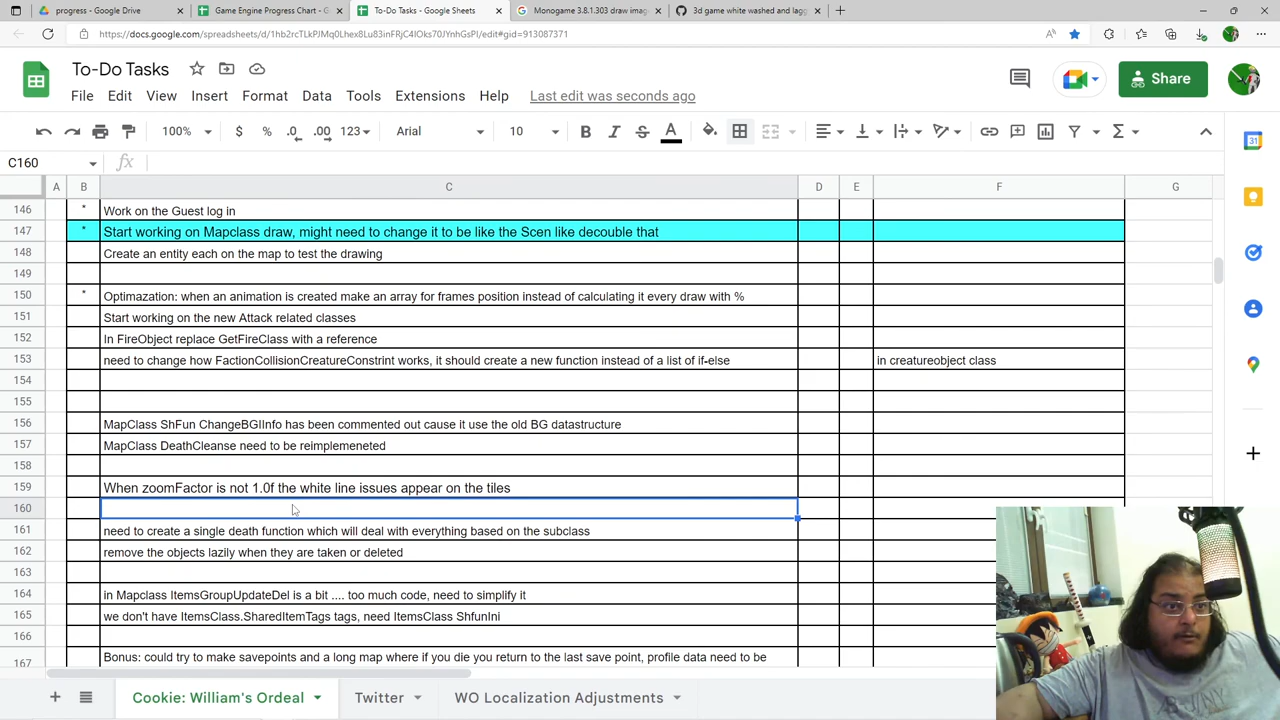 progress - Google Drive
Game Engine Progress Chart - G
To-Do Tasks - Google Sheets
Monogame 3.8.1.303 draw imag
3d game white washed and lagg
https://docs.google.com/spreadsheets/d/1hb2rcTLkPJMq0Lhex8Lu83inFRjC4IOks70JYnhGsPI/edit#gid=913087371
To-Do Tasks
Share
File Edit View Insert Format Data Tools Extensions Help Last edit was seconds ago
100% $ % .0 .00 123 Arial 10 B I S A
C160 fx
A B C D E F G
146 * Work on the Guest log in
147 * Start working on Mapclass draw, might need to change it to be like the Scen like decouble that
148 Create an entity each on the map to test the drawing
149
150 * Optimazation: when an animation is created make an array for frames position instead of calculating it every draw with %
151 Start working on the new Attack related classes
152 In FireObject replace GetFireClass with a reference
153 need to change how FactionCollisionCreatureConstrint works, it should create a new function instead of a list of if-else in creatureobject class
154
155
156 MapClass ShFun ChangeBGIInfo has been commented out cause it use the old BG datastructure
157 MapClass DeathCleanse need to be reimplemeneted
158
159 When zoomFactor is not 1.0f the white line issues appear on the tiles
160
161 need to create a single death function which will deal with everything based on the subclass
162 remove the objects lazily when they are taken or deleted
163
164 in Mapclass ItemsGroupUpdateDel is a bit .... too much code, need to simplify it
165 we don't have ItemsClass.SharedItemTags tags, need ItemsClass ShfunIni
166
167 Bonus: could try to make savepoints and a long map where if you die you return to the last save point, profile data need to be
Cookie: William's Ordeal Twitter WO Localization Adjustments